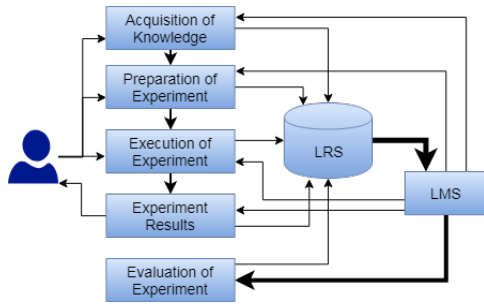 Acquisition of
Knowledge
Preparation of
Experiment
Execution of
Experiment
LRS
LMS
Experiment
Results
Evaluation of
Experiment